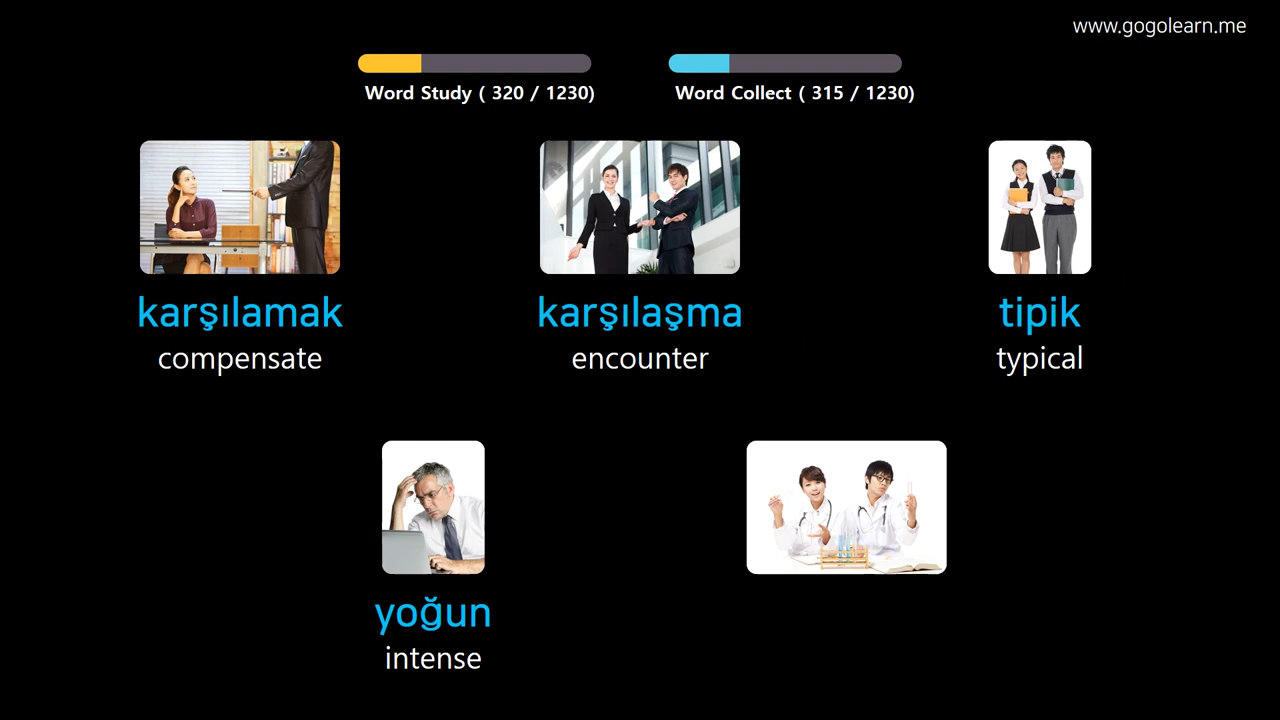 www.gogolearn.me
Word Study ( 320 / 1230)
Word Collect ( 315 / 1230)
karşılamak
compensate
karşılaşma
encounter
tipik
typical
yoğun
intense